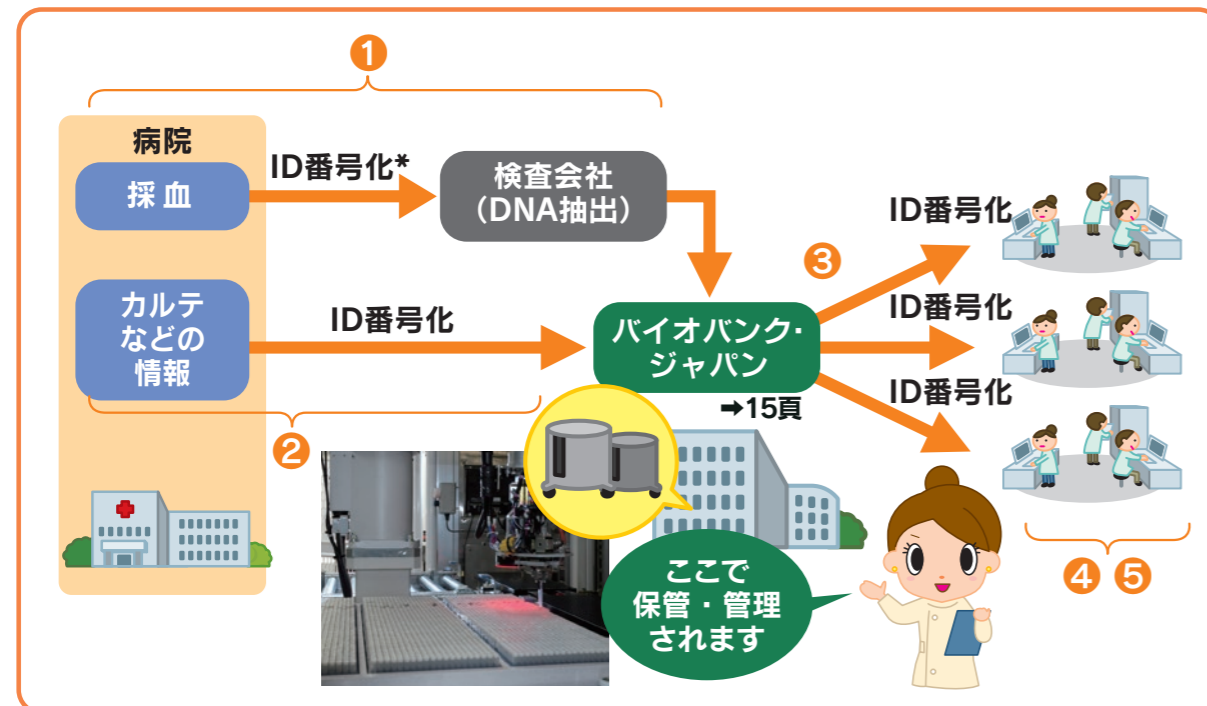 ❶
病院
採血
ID番号化*
検査会社
(DNA抽出)
カルテ
などの
情報
ID番号化
バイオバンク・
ジャパン
➡15頁
❷
❸
ID番号化
ID番号化
ID番号化
ここで
保管・管理
されます
❹ ❺